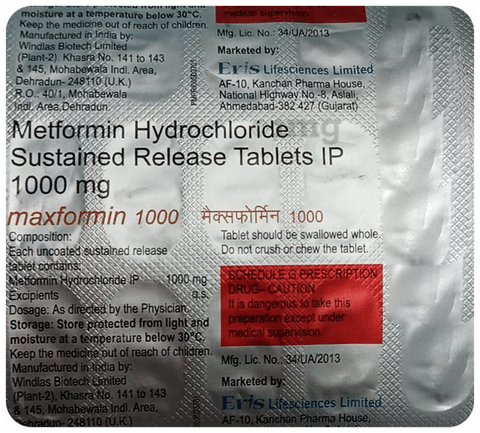 moisture at a temperature below 30°C.
Keep the medicine out of reach of children.
Manufactured in India by:
Windlas Biotech Limited
(Plant-2). Khasra No. 141 to 143
& 145, Mohabewala Indl. Area,
Dehradun- 248110 (U.K.)
R.O.: 40/1, Mohabewala
Indl. Area, Dehradun.
medical supervision.
Mfg. Lic. No.: 34/UA/2013
Marketed by:
Eris Lifesciences Limited
AF-10, Kanchan Pharma House,
National Highway No.-8, Aslali,
Ahmedabad-382 427 (Gujarat)
Metformin Hydrochloride
Sustained Release Tablets IP
1000 mg
maxformin 1000 मैक्सफोर्मिन 1000
Composition:
Each uncoated sustained release
tablet contains:
Metformin Hydrochloride IP 1000 mg
Excipients q.s.
Dosage: As directed by the Physician
Storage: Store protected from light and
moisture at a temperature below 30°C.
Keep the medicine out of reach of children.
Manufactured in India by:
Windlas Biotech Limited
(Plant-2). Khasra No. 141 to 143
& 145, Mohabewala Indl. Area,
Dehradun- 248110 (U.K.)
Tablet should be swallowed whole.
Do not crush or chew the tablet.
SCHEDULE G PRESCRIPTION
DRUG- CAUTION
It is dangerous to take this
preparation except under
medical supervision.
Mfg. Lic. No.: 34/UA/2013
Marketed by:
Eris Lifesciences Limited
AF-10, Kanchan Pharma House,